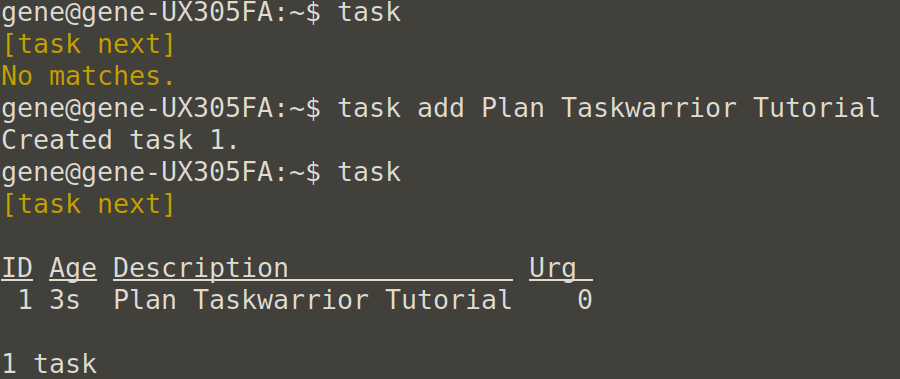 gene@gene-UX305FA:~$ task
[task next]
No matches.
gene@gene-UX305FA:~$ task add Plan Taskwarrior Tutorial
Created task 1.
gene@gene-UX305FA:~$ task
[task next]
ID Age Description Urg
1 3s Plan Taskwarrior Tutorial 0
1 task